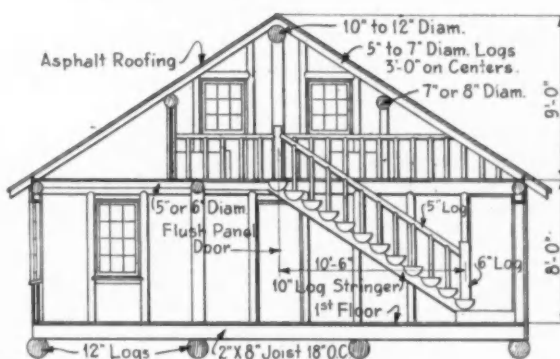 10" to 12" Diam.
Asphalt Roofing
5" to 7" Diam. Logs
3'-0" on Centers.
7" or 8" Diam.
9'-0"
5" or 6" Diam.
Flush Panel
Door
5" Log
10'-6"
6" Log
10" Log Stringer
1st Floor
8'-0"
12" Logs
2" X 8" Joist 18" O.C.